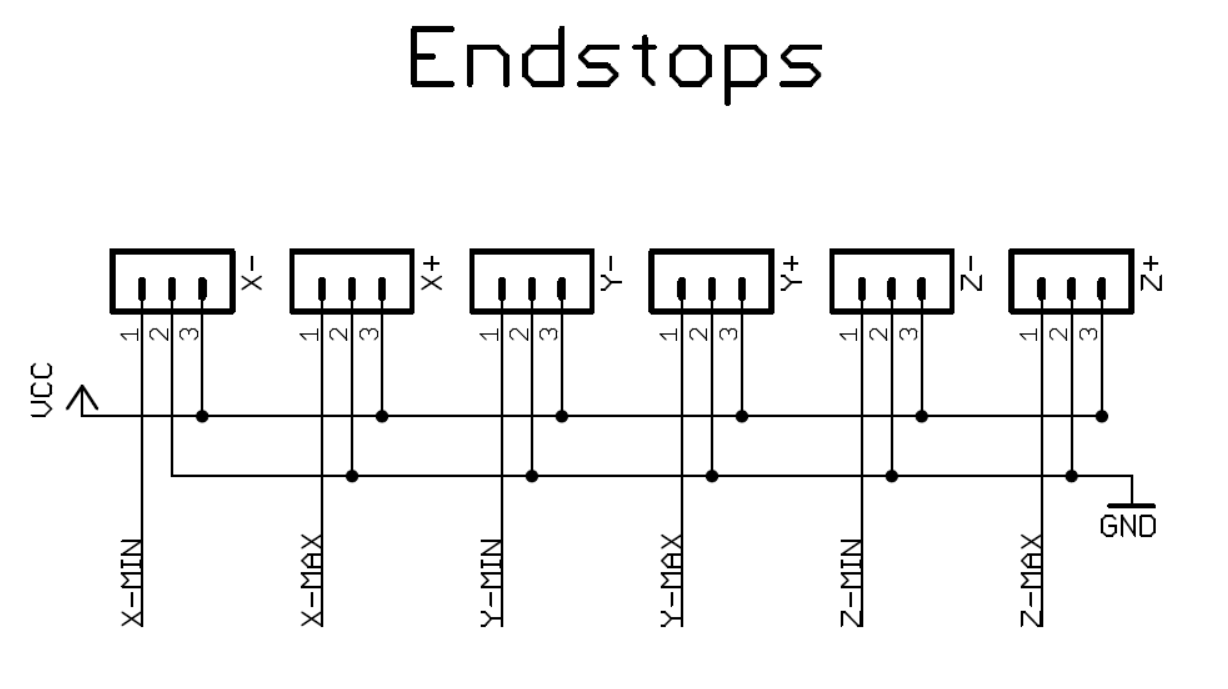 Endstops
X-
X+
Y-
Y+
Z-
Z+
1 2 3
1 2 3
1 2 3
1 2 3
1 2 3
1 2 3
VCC
GND
X-MIN
X-MAX
Y-MIN
Y-MAX
Z-MIN
Z-MAX